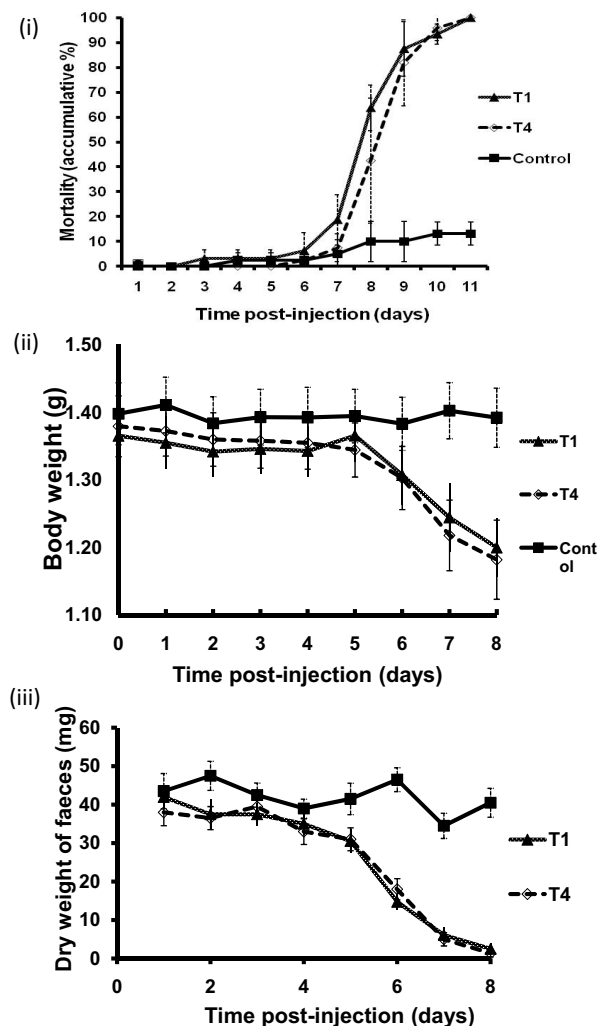 (i)
Mortality (accumulative %)
100
90
80
70
60
50
40
30
20
10
0
1 2 3 4 5 6 7 8 9 10 11
Time post-injection (days)
T1
T4
Control
(ii)
Body weight (g)
1.50
1.40
1.30
1.20
1.10
0 1 2 3 4 5 6 7 8
Time post-injection (days)
T1
T4
Cont
ol
(iii)
Dry weight of faeces (mg)
60
50
40
30
20
10
0
0 2 4 6 8
Time post-injection (days)
T1
T4